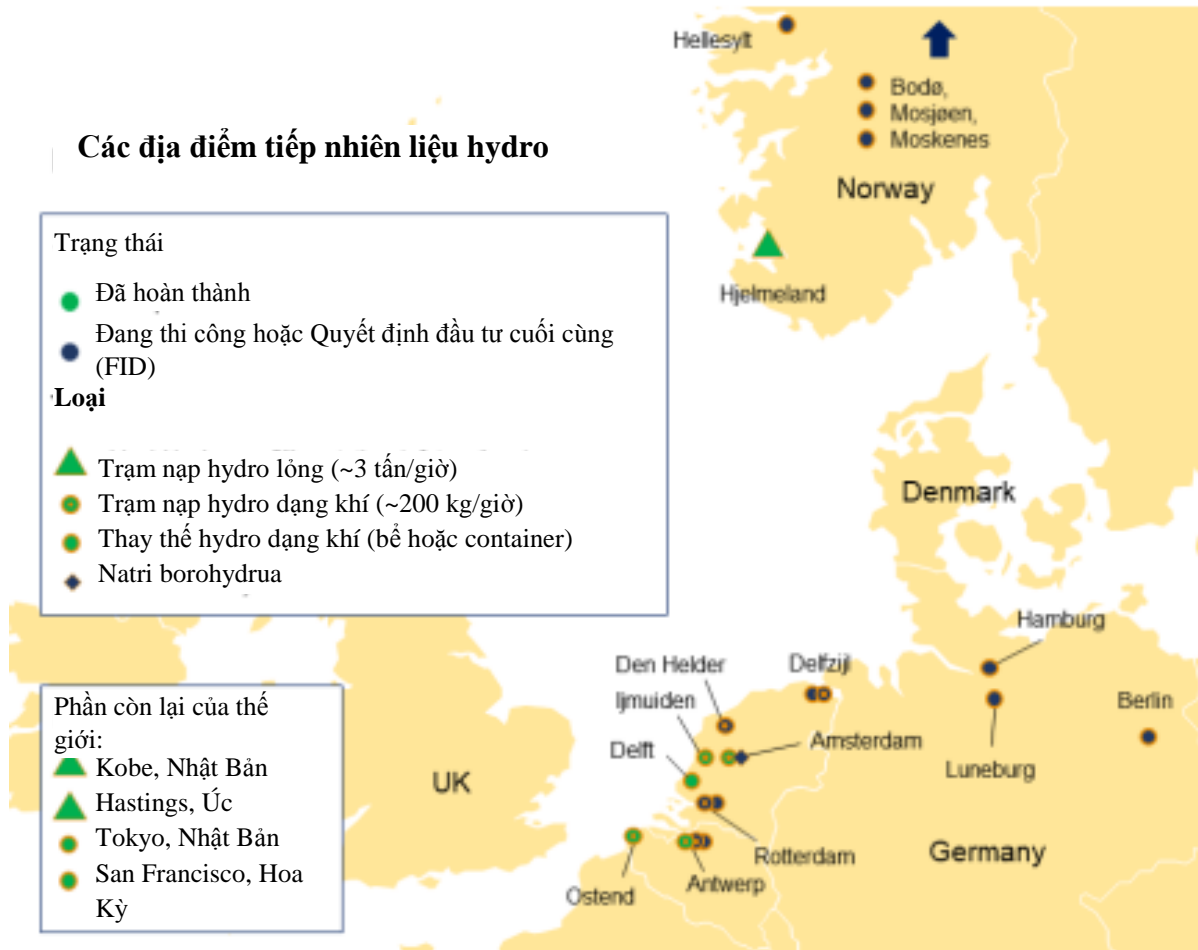 Hellesylt
Bodø,
Mosjøen,
Moskenes
Các địa điểm tiếp nhiên liệu hydro
Norway
Trạng thái
Đã hoàn thành
Đang thi công hoặc Quyết định đầu tư cuối cùng
(FID)
Loại
Trạm nạp hydro lỏng (~3 tấn/giờ)
Trạm nạp hydro dạng khí (~200 kg/giờ)
Thay thế hydro dạng khí (bể hoặc container)
Natri borohydrua
Hjelmeland
Denmark
Hamburg
Den Helder
Delfzijl
Ijmuiden
Berlin
Delft
Amsterdam
Luneburg
UK
Rotterdam
Germany
Ostend
Antwerp
Phần còn lại của thế
giới:
Kobe, Nhật Bản
Hastings, Úc
Tokyo, Nhật Bản
San Francisco, Hoa
Kỳ